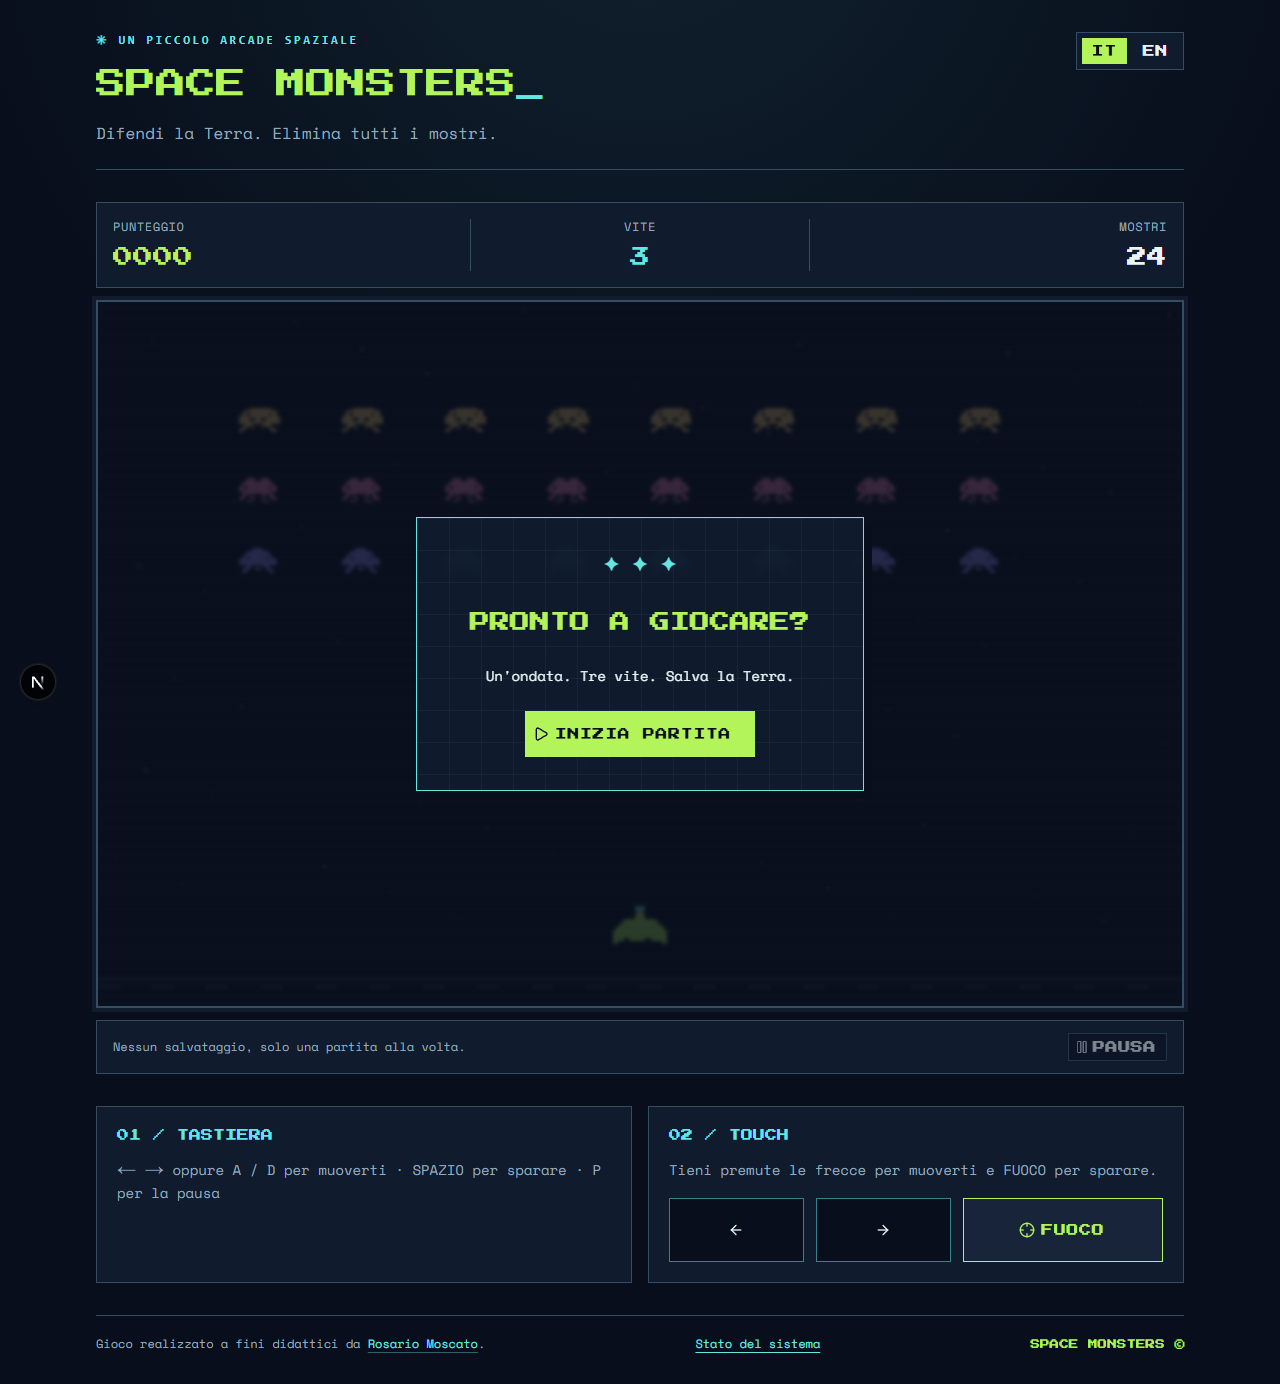 UN PICCOLO ARCADE SPAZIALE
IT EN
SPACE MONSTERS_
Difendi la Terra. Elimina tutti i mostri.
PUNTEGGIO
0000
VITE
3
MOSTRI
24
PRONTO A GIOCARE?
Un'ondata. Tre vite. Salva la Terra.
INIZIA PARTITA
N
Nessun salvataggio, solo una partita alla volta.
PAUSA
01 / TASTIERA
← → oppure A / D per muoverti · SPAZIO per sparare · P
per la pausa
02 / TOUCH
Tieni premute le frecce per muoverti e FUOCO per sparare.
← → FUOCO
Gioco realizzato a fini didattici da Rosario Moscato.
Stato del sistema
SPACE MONSTERS ©